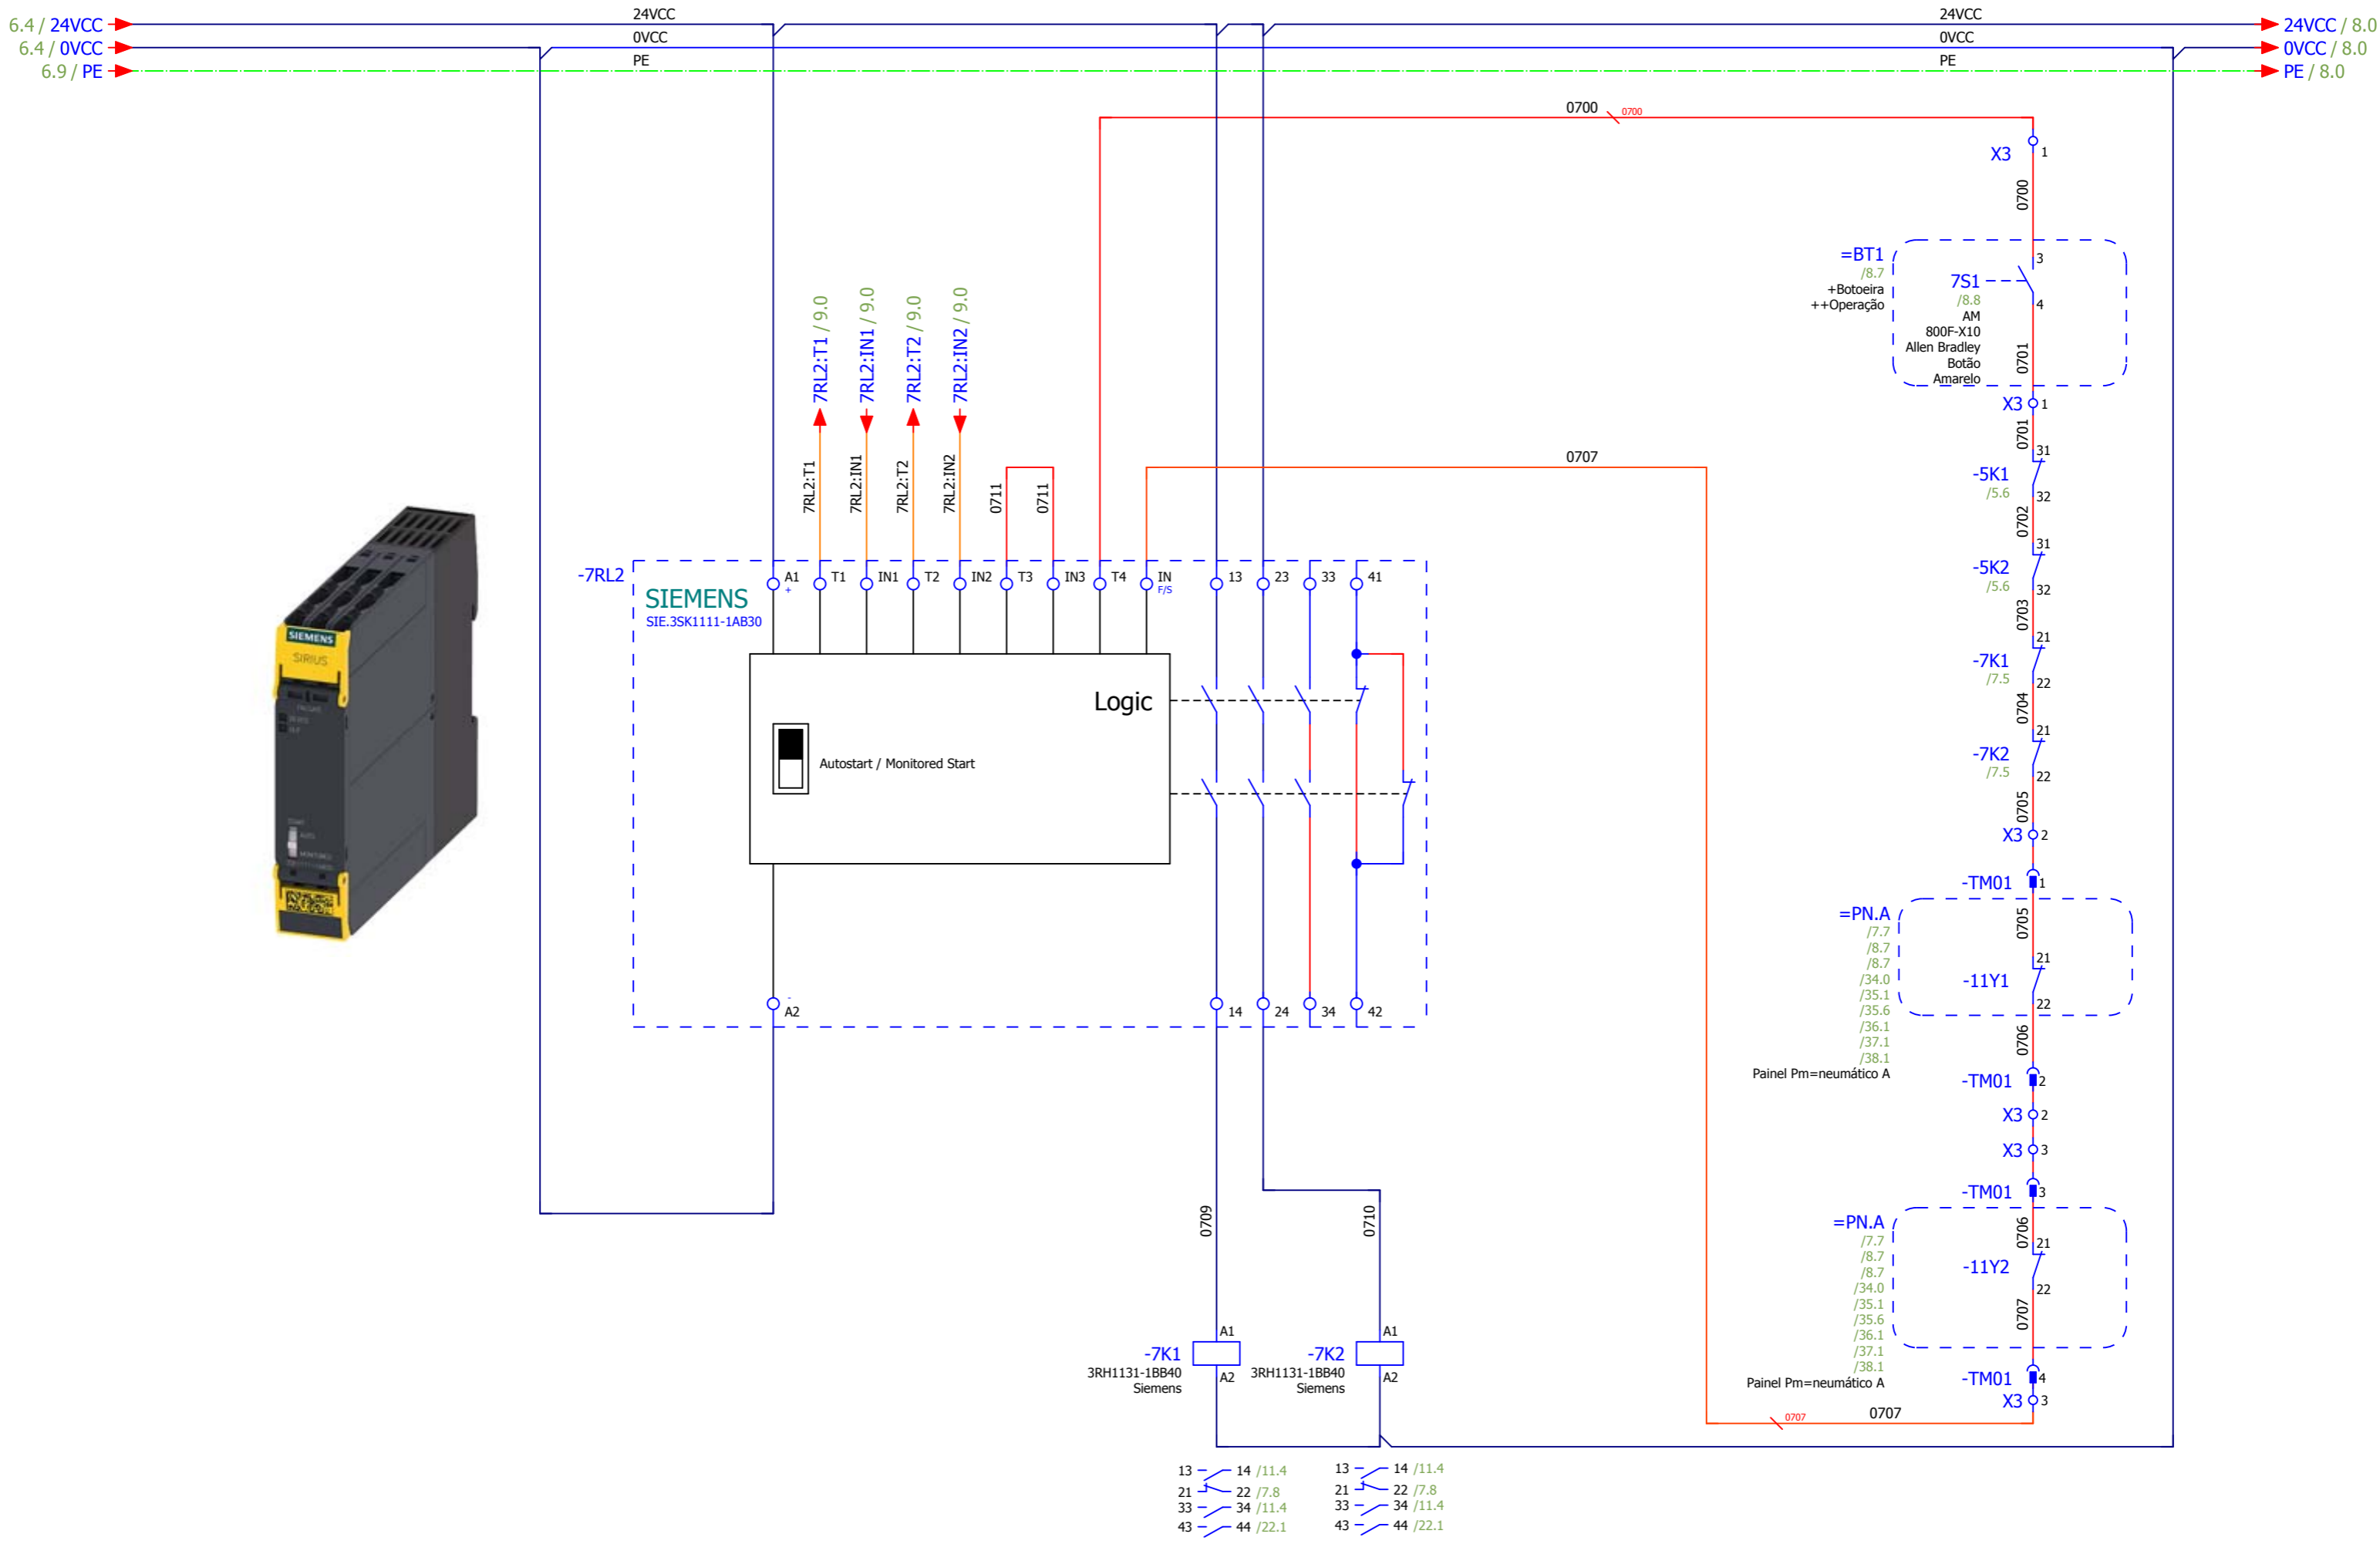 6.4 / 24VCC
6.4 / 0VCC
6.9 / PE
24VCC
0VCC
PE
24VCC
0VCC
PE
24VCC / 8.0
0VCC / 8.0
PE / 8.0
0700
0700
X3
1
0700
=BT1
/8.7
+Botoeira
++Operação
7S1
/8.8
AM
800F-X10
Allen Bradley
Botão
Amarelo
3
4
0701
X3
1
0701
31
-5K1
/5.6
32
0702
31
-5K2
/5.6
32
0703
21
-7K1
/7.5
22
0704
21
-7K2
/7.5
22
0705
X3
2
-TM01
1
=PN.A
/7.7
/8.7
/8.7
/34.0
/35.1
/35.6
/36.1
/37.1
/38.1
Painel Pm=neumático A
0705
21
-11Y1
22
0706
-TM01
2
X3
2
X3
3
-TM01
3
=PN.A
/7.7
/8.7
/8.7
/34.0
/35.1
/35.6
/36.1
/37.1
/38.1
Painel Pm=neumático A
0706
21
-11Y2
22
0707
-TM01
4
X3
3
0707
0707
0707
7RL2:T1 / 9.0
7RL2:IN1 / 9.0
7RL2:T2 / 9.0
7RL2:IN2 / 9.0
7RL2:T1
7RL2:IN1
7RL2:T2
7RL2:IN2
0711
0711
-7RL2
SIEMENS
SIE.3SK1111-1AB30
A1
+
T1
IN1
T2
IN2
T3
IN3
T4
IN
F/S
13
23
33
41
Logic
Autostart / Monitored Start
-
A2
14
24
34
42
SIEMENS
SIRIUS
0709
0710
-7K1
3RH1131-1BB40
Siemens
A1
A2
-7K2
3RH1131-1BB40
Siemens
A1
A2
13 14 /11.4
21 22 /7.8
33 34 /11.4
43 44 /22.1
13 14 /11.4
21 22 /7.8
33 34 /11.4
43 44 /22.1